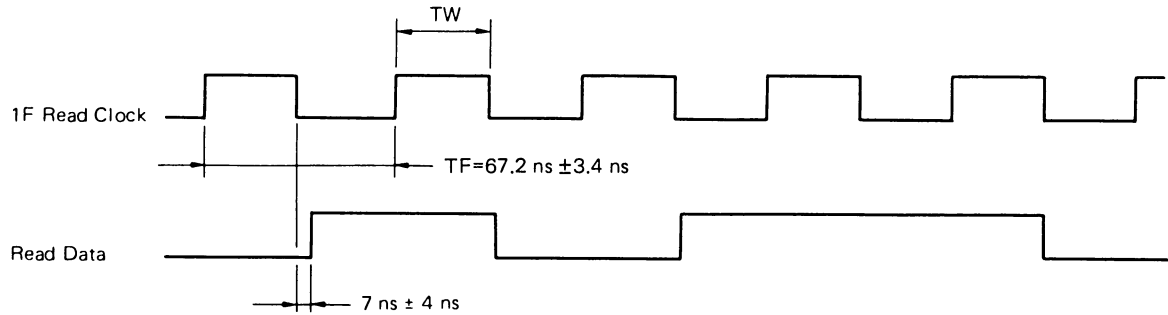 TW
1F Read Clock
TF=67.2 ns ±3.4 ns
Read Data
7 ns ± 4 ns